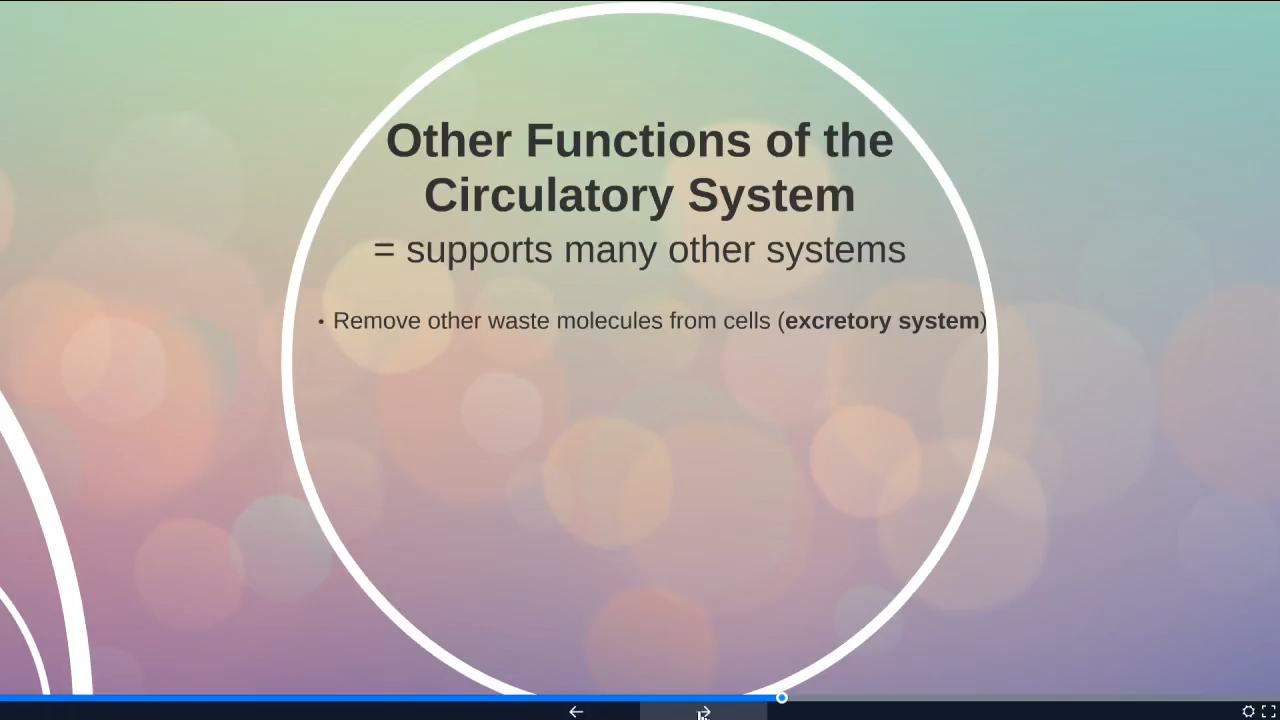 Other Functions of the
Circulatory System
= supports many other systems
• Remove other waste molecules from cells (excretory system)